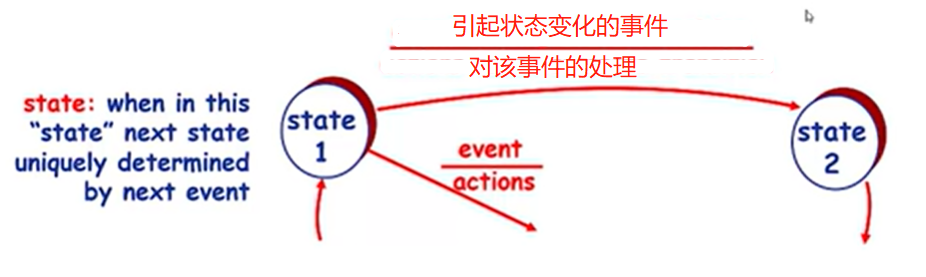 引起状态变化的事件
对该事件的处理
state: when in this
“state” next state
uniquely determined
by next event
state
1
event
actions
state
2